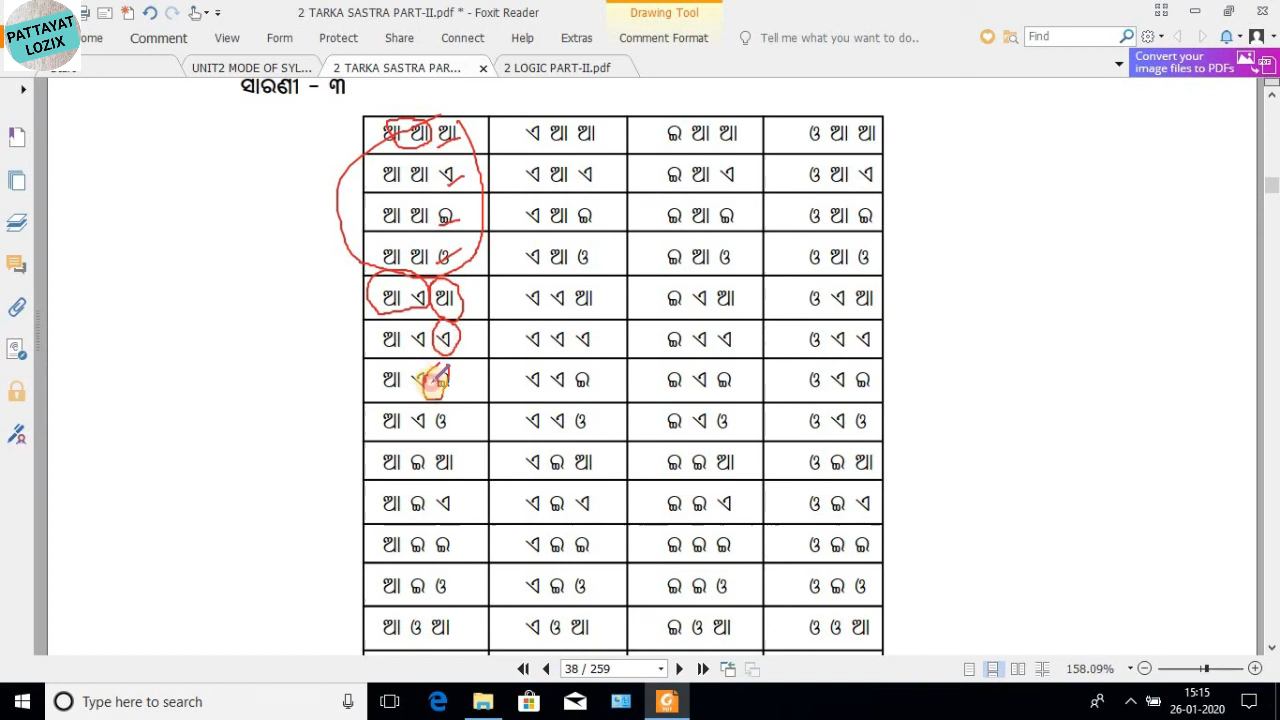 PATTAYAT
LOZIX
2 TARKA SASTRA PART-II.pdf * - Foxit Reader
Drawing Tool
Comment View Form Protect Share Connect Help Extras Comment Format Tell me what you want to do.. Find
UNIT2 MODE OF SYL... 2 TARKA SASTRA PAR... 2 LOGIC PART-II.pdf
Convert your
image files to PDFs
ସାରଣୀ - ୩
ଆ ଆ ଆ ଏ ଆ ଆ ଇ ଆ ଆ ଓ ଆ ଆ
ଆ ଆ ଏ ଏ ଆ ଏ ଇ ଆ ଏ ଓ ଆ ଏ
ଆ ଆ ଇ ଏ ଆ ଇ ଇ ଆ ଇ ଓ ଆ ଇ
ଆ ଆ ଓ ଏ ଆ ଓ ଇ ଆ ଓ ଓ ଆ ଓ
ଆ ଏ ଆ ଏ ଏ ଆ ଇ ଏ ଆ ଓ ଏ ଆ
ଆ ଏ ଏ ଏ ଏ ଏ ଇ ଏ ଏ ଓ ଏ ଏ
ଆ ଏ ଇ ଏ ଏ ଇ ଇ ଏ ଇ ଓ ଏ ଇ
ଆ ଏ ଓ ଏ ଏ ଓ ଇ ଏ ଓ ଓ ଏ ଓ
ଆ ଇ ଆ ଏ ଇ ଆ ଇ ଇ ଆ ଓ ଇ ଆ
ଆ ଇ ଏ ଏ ଇ ଏ ଇ ଇ ଏ ଓ ଇ ଏ
ଆ ଇ ଇ ଏ ଇ ଇ ଇ ଇ ଇ ଓ ଇ ଇ
ଆ ଇ ଓ ଏ ଇ ଓ ଇ ଇ ଓ ଓ ଇ ଓ
ଆ ଓ ଆ ଏ ଓ ଆ ଇ ଓ ଆ ଓ ଓ ଆ
38 / 259 158.09%
Type here to search
15:15
26-01-2020